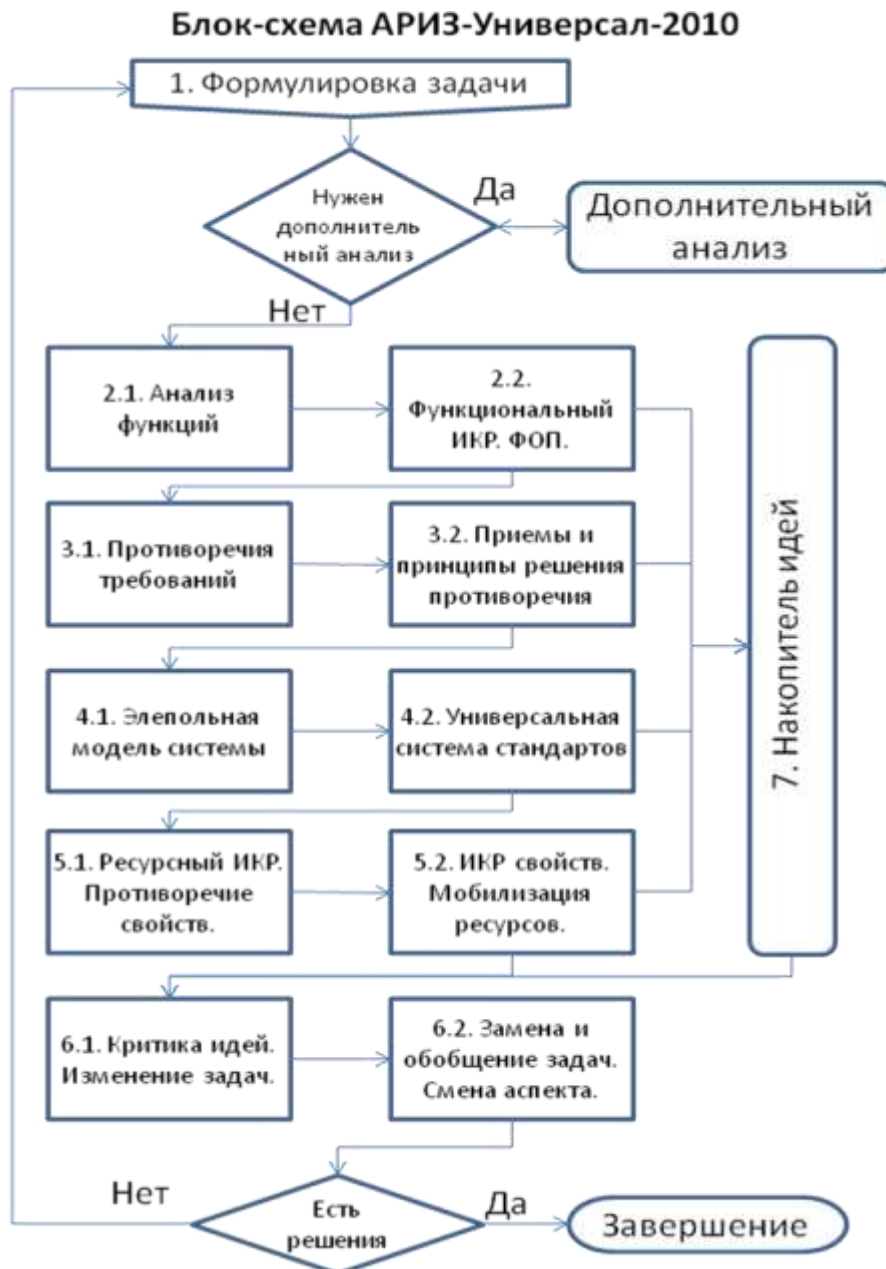 Блок-схема АРИЗ-Универсал-2010
1. Формулировка задачи
Нужен
дополнитель
ный анализ
Да
Дополнительный
анализ
Нет
2.1. Анализ
функций
2.2.
Функциональный
ИКР. ФОП.
3.1. Противоречия
требований
3.2. Приемы и
принципы решения
противоречия
4.1. Элепольная
модель системы
4.2. Универсальная
система стандартов
5.1. Ресурсный ИКР.
Противоречие
свойств.
5.2. ИКР свойств.
Мобилизация
ресурсов.
7. Накопитель идей
6.1. Критика идей.
Изменение задач.
6.2. Замена и
обобщение задач.
Смена аспекта.
Нет
Есть
решения
Да
Завершение